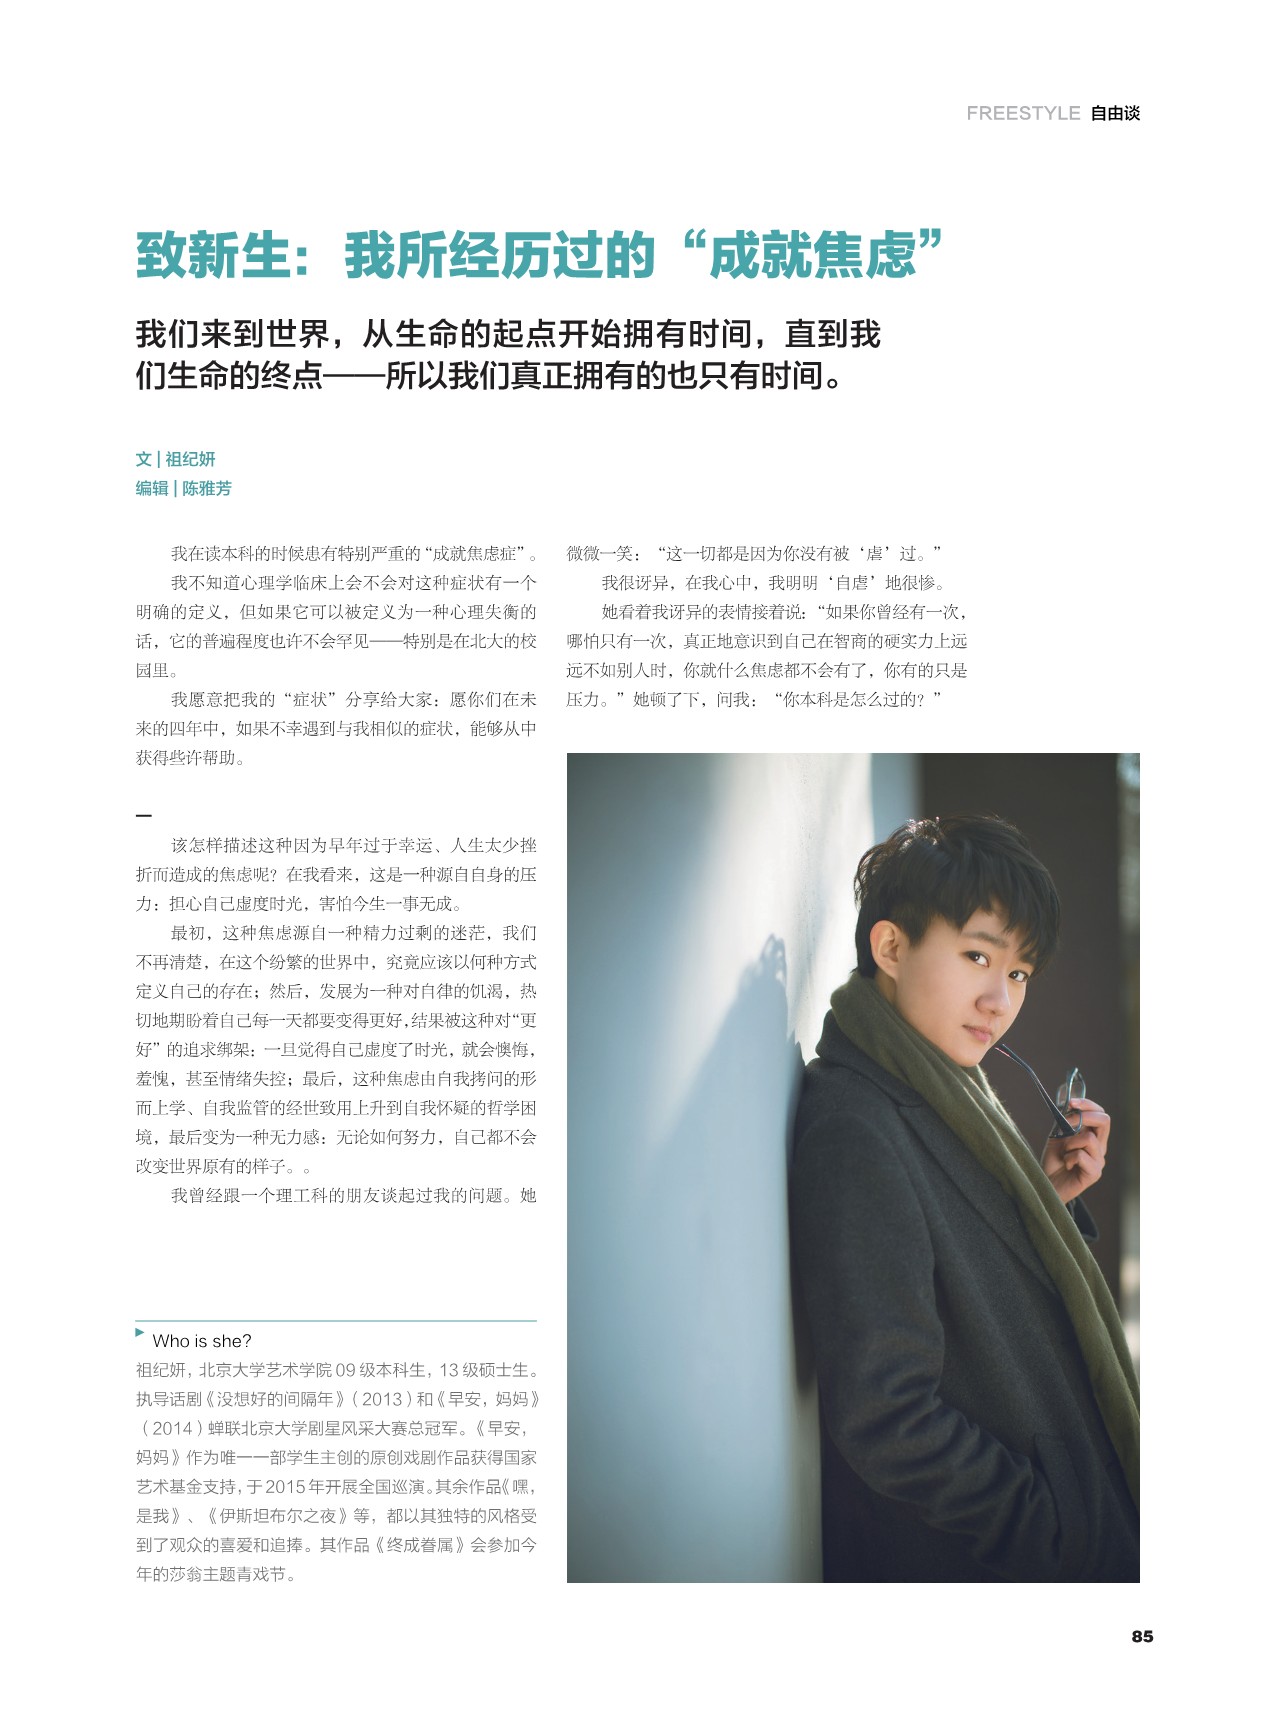 FREESTYLE 自由谈
致新生：我所经历过的“成就焦虑”
我们来到世界，从生命的起点开始拥有时间，直到我
们生命的终点——所以我们真正拥有的也只有时间。
文 | 祖纪妍
编辑 | 陈雅芳
我在读本科的时候患有特别严重的“成就焦虑症”。
我不知道心理学临床上会不会对这种症状有一个
明确的定义，但如果它可以被定义为一种心理失衡的
话，它的普遍程度也许不会罕见——特别是在北大的校
园里。
我愿意把我的“症状”分享给大家：愿你们在未
来的四年中，如果不幸遇到与我相似的症状，能够从中
获得些许帮助。
一
该怎样描述这种因为早年过于幸运、人生太少挫
折而造成的焦虑呢？在我看来，这是一种源自自身的压
力：担心自己虚度时光，害怕今生一事无成。
最初，这种焦虑源自一种精力过剩的迷茫，我们
不再清楚，在这个纷繁的世界中，究竟应该以何种方式
定义自己的存在；然后，发展为一种对自律的饥渴，热
切地期盼着自己每一天都要变得更好，结果被这种对“更
好”的追求绑架：一旦觉得自己虚度了时光，就会懊悔，
羞愧，甚至情绪失控；最后，这种焦虑由自我拷问的形
而上学、自我监管的经世致用上升到自我怀疑的哲学困
境，最后变为一种无力感：无论如何努力，自己都不会
改变世界原有的样子。。
我曾经跟一个理工科的朋友谈起过我的问题。她
微微一笑：“这一切都是因为你没有被‘虐’过。”
我很讶异，在我心中，我明明‘自虐’地很惨。
她看着我讶异的表情接着说：“如果你曾经有一次，
哪怕只有一次，真正地意识到自己在智商的硬实力上远
远不如别人时，你就什么焦虑都不会有了，你有的只是
压力。”她顿了下，问我：“你本科是怎么过的？”
Who is she?
祖纪妍，北京大学艺术学院 09 级本科生，13 级硕士生。
执导话剧《没想好的间隔年》（2013）和《早安，妈妈》
（2014）蝉联北京大学剧星风采大赛总冠军。《早安，
妈妈》作为唯一一部学生主创的原创戏剧作品获得国家
艺术基金支持，于 2015 年开展全国巡演。其余作品《嘿，
是我》、《伊斯坦布尔之夜》等，都以其独特的风格受
到了观众的喜爱和追捧。其作品《终成眷属》会参加今
年的莎翁主题青戏节。
85